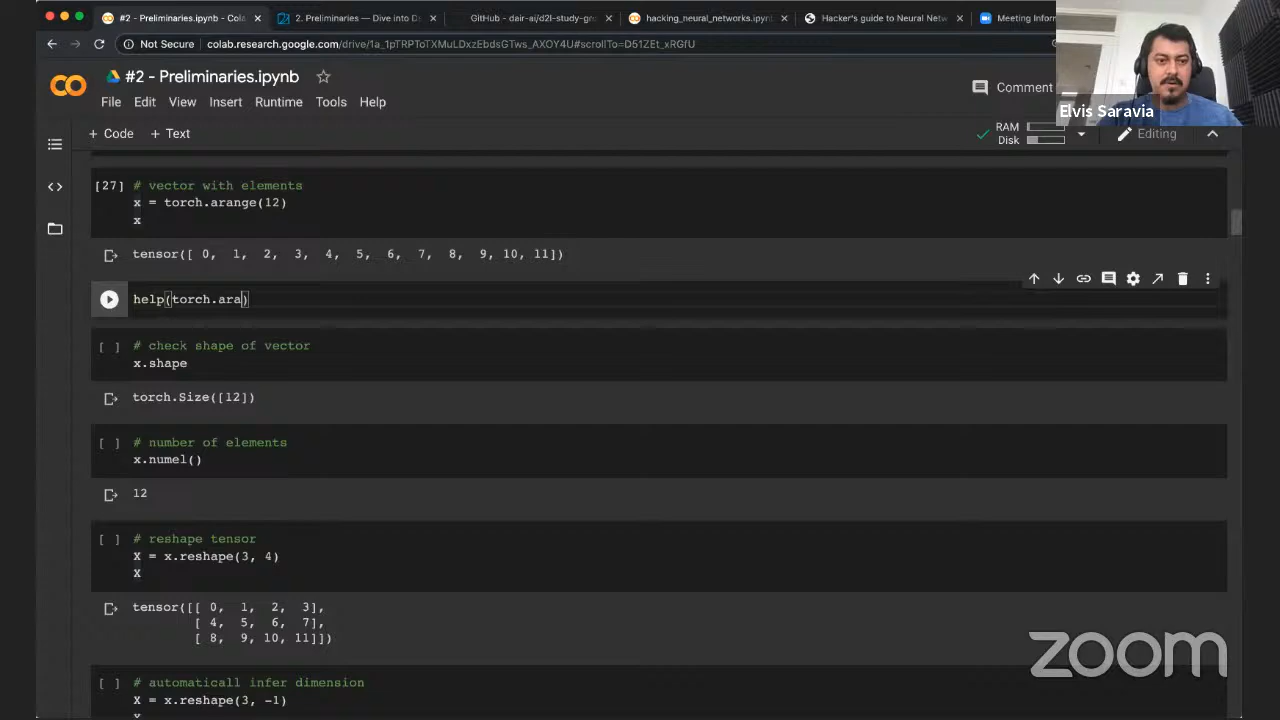 #2 - Preliminaries.ipynb - Cola
2. Preliminaries — Dive into D
GitHub - dair-ai/d2l-study-gro
hacking_neural_networks.ipynb
Hacker's guide to Neural Netw
Meeting Inform
Not Secure
colab.research.google.com/drive/1a_1pTRPToTXMuLDxzEbdsGTws_AXOY4U#scrollTo=D51ZEt_xRGfU
#2 - Preliminaries.ipynb
File Edit View Insert Runtime Tools Help
Comment
Elvis Saravia
+ Code + Text
RAM
Disk
Editing
[27] # vector with elements
x = torch.arange(12)
x
tensor([ 0, 1, 2, 3, 4, 5, 6, 7, 8, 9, 10, 11])
help(torch.ara)
[ ] # check shape of vector
x.shape
torch.Size([12])
[ ] # number of elements
x.numel()
12
[ ] # reshape tensor
X = x.reshape(3, 4)
X
tensor([[ 0, 1, 2, 3],
[ 4, 5, 6, 7],
[ 8, 9, 10, 11]])
[ ] # automaticall infer dimension
X = x.reshape(3, -1)
zoom